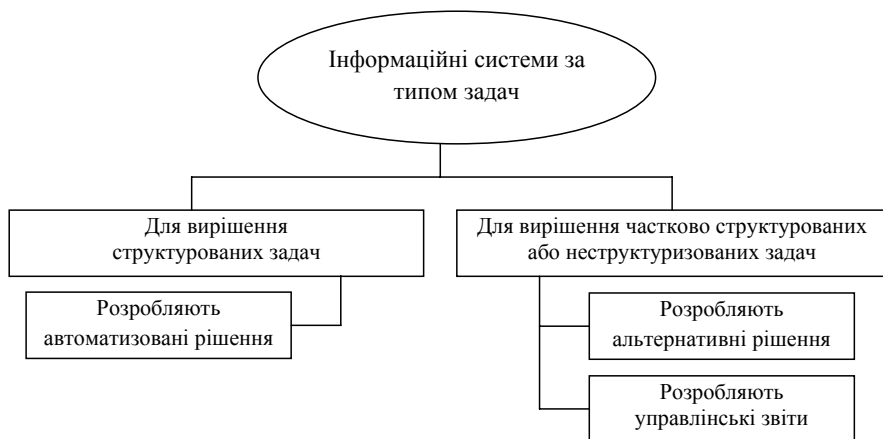 Інформаційні системи за
типом задач
Для вирішення
структурованих задач
Для вирішення частково структурованих
або неструктуризованих задач
Розробляють
автоматизовані рішення
Розробляють
альтернативні рішення
Розробляють
управлінські звіти